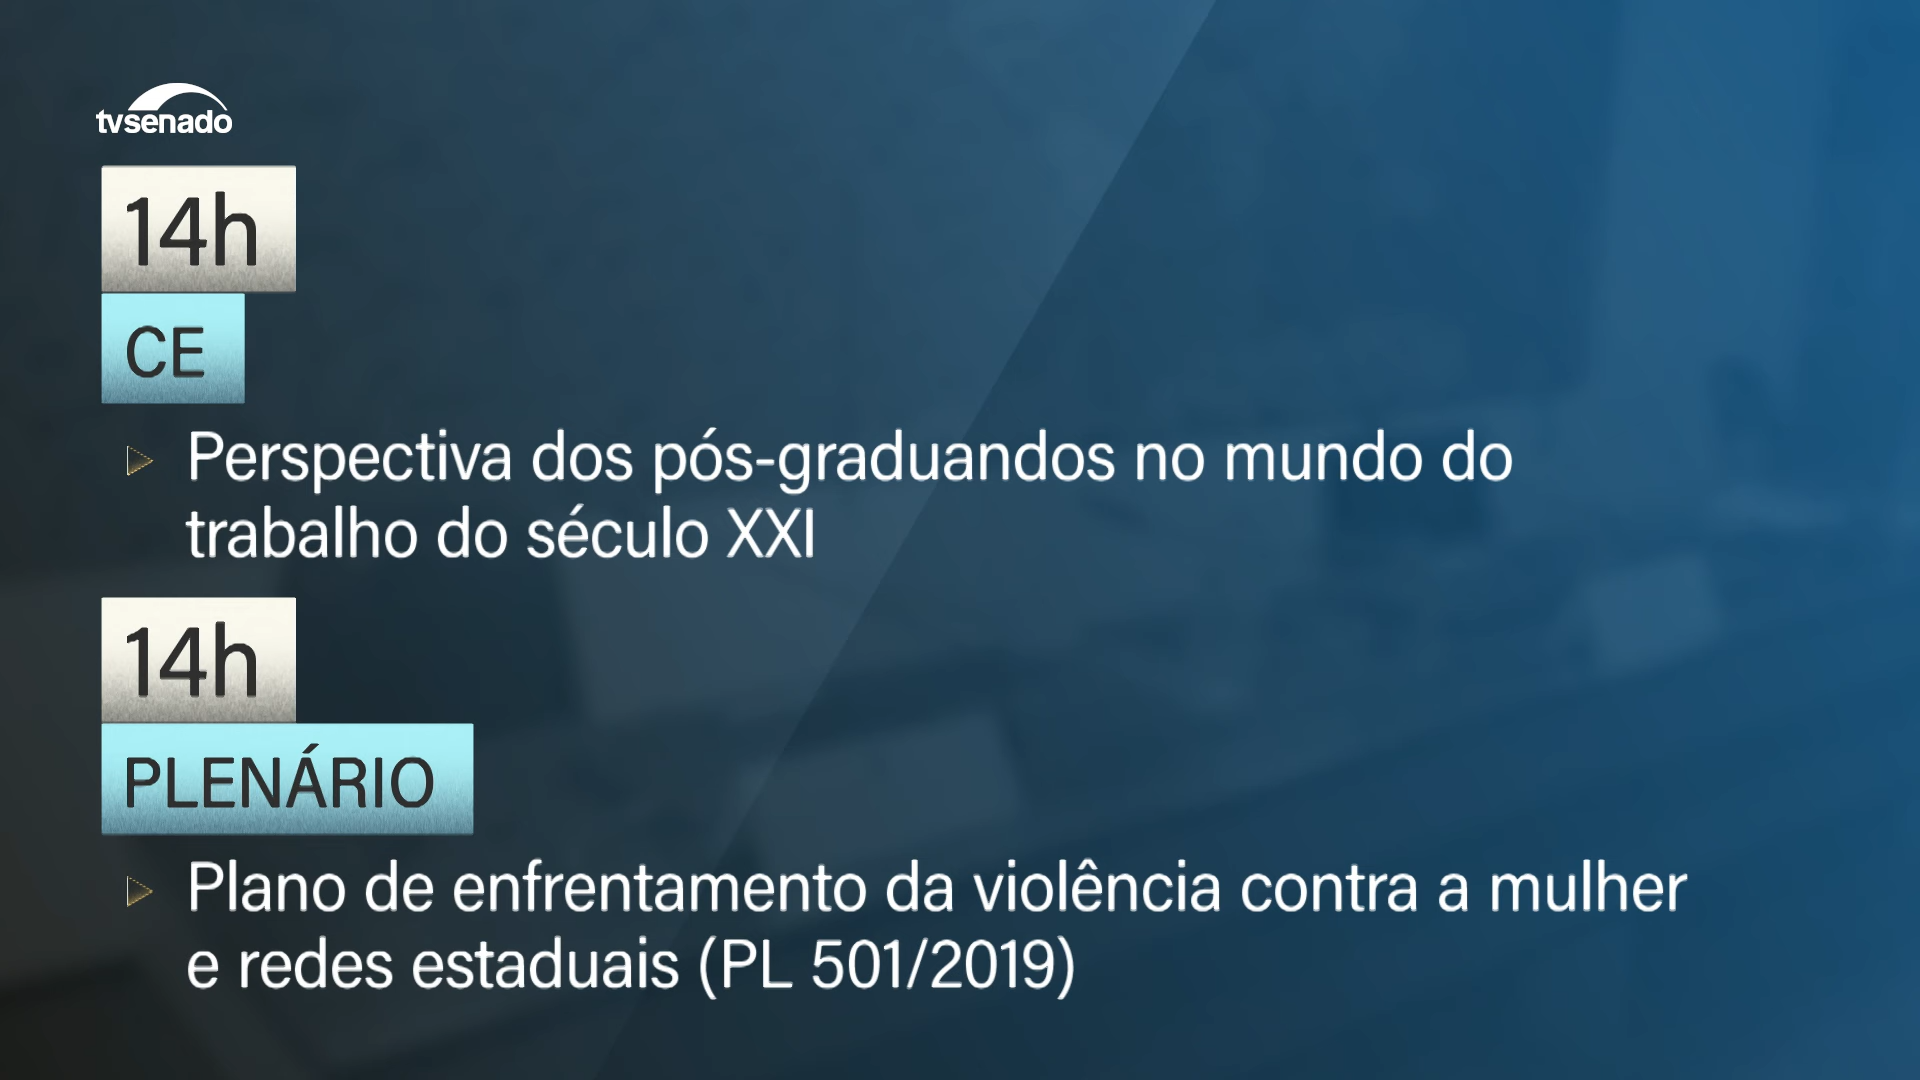 tvsenado
14h
CE
Perspectiva dos pós-graduandos no mundo do
trabalho do século XXI
14h
PLENÁRIO
Plano de enfrentamento da violência contra a mulher
e redes estaduais (PL 501/2019)